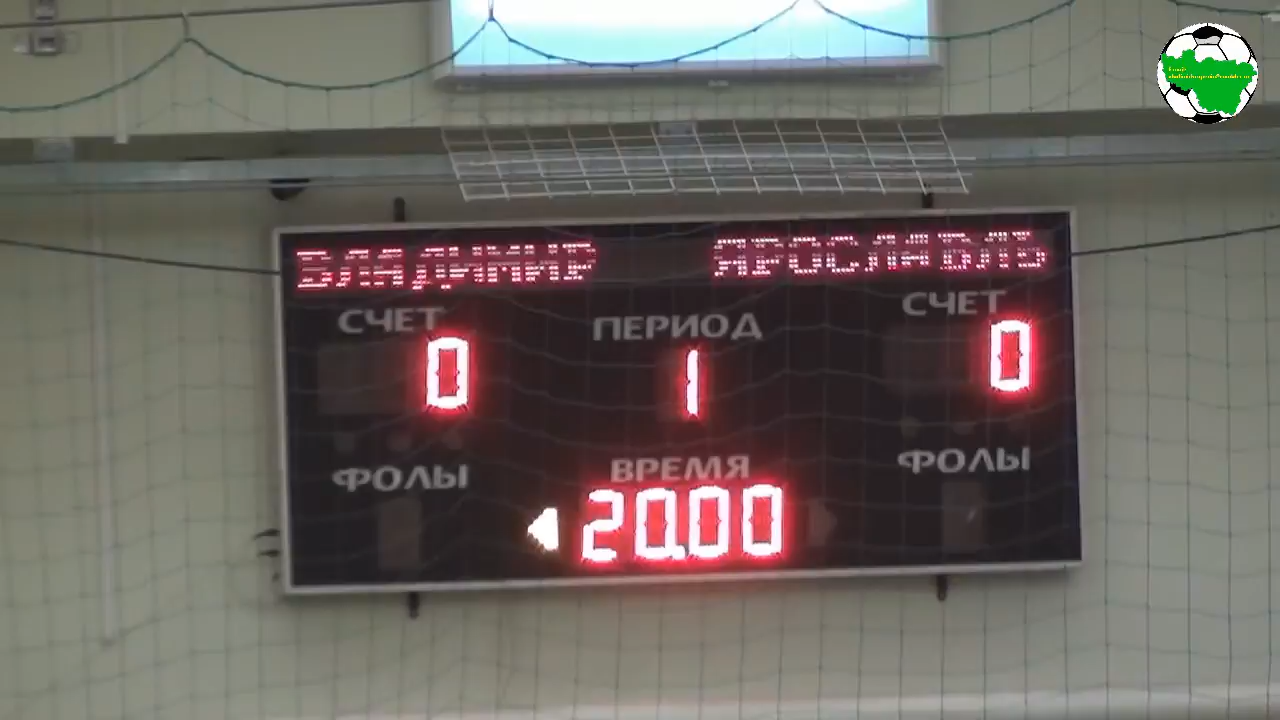 ВЛАДИМИР ЯРОСЛАВЛЬ
СЧЕТ ПЕРИОД СЧЕТ
0 1 0
ФОЛЫ ВРЕМЯ ФОЛЫ
20.00